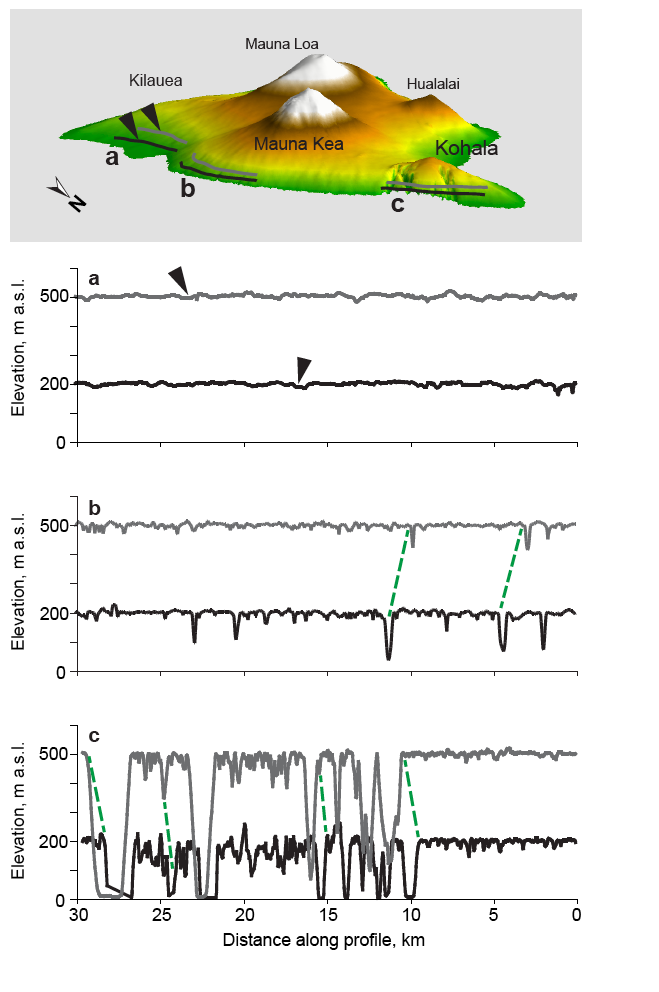 Mauna Loa
Kilauea
Hualalai
Mauna Kea
Kohala
a
b
c
N
a
Elevation, m a.s.l.
500
200
0
b
Elevation, m a.s.l.
500
200
0
c
Elevation, m a.s.l.
500
200
0
30 25 20 15 10 5 0
Distance along profile, km